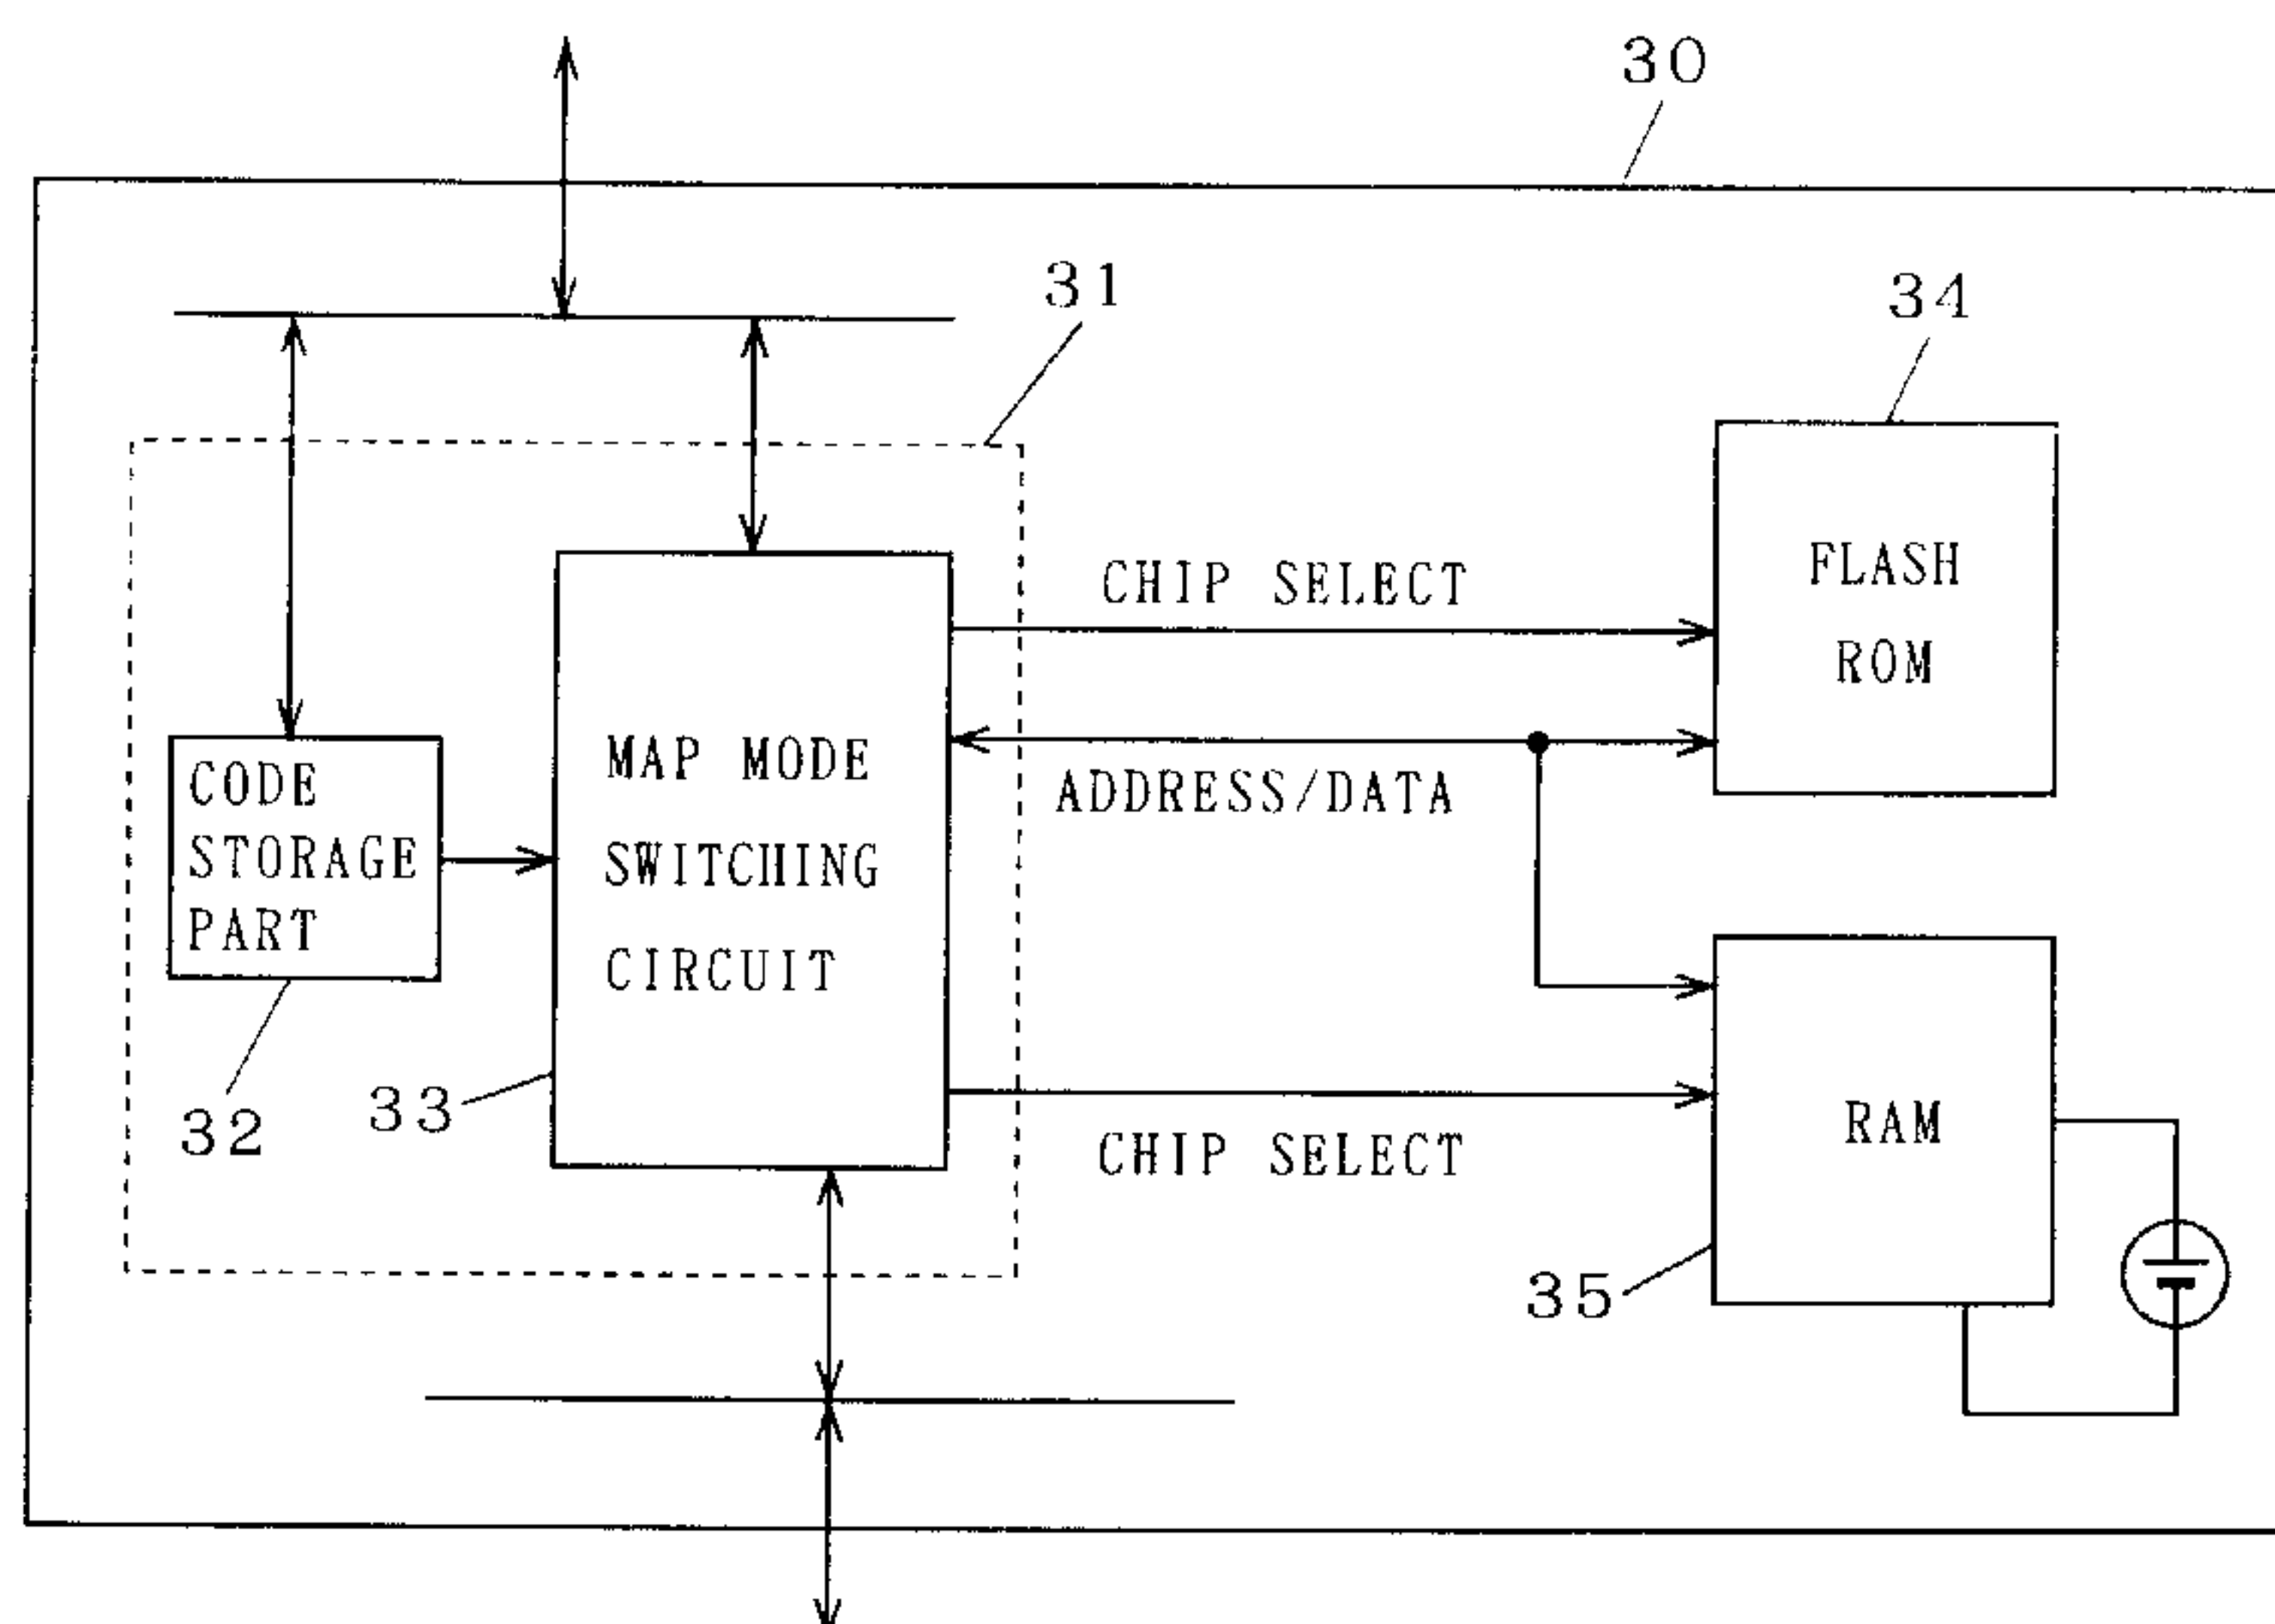 30
31
34
CHIP SELECT
FLASH
ROM
MAP MODE
SWITCHING
CIRCUIT
CODE
STORAGE
PART
ADDRESS/DATA
32
33
CHIP SELECT
RAM
35